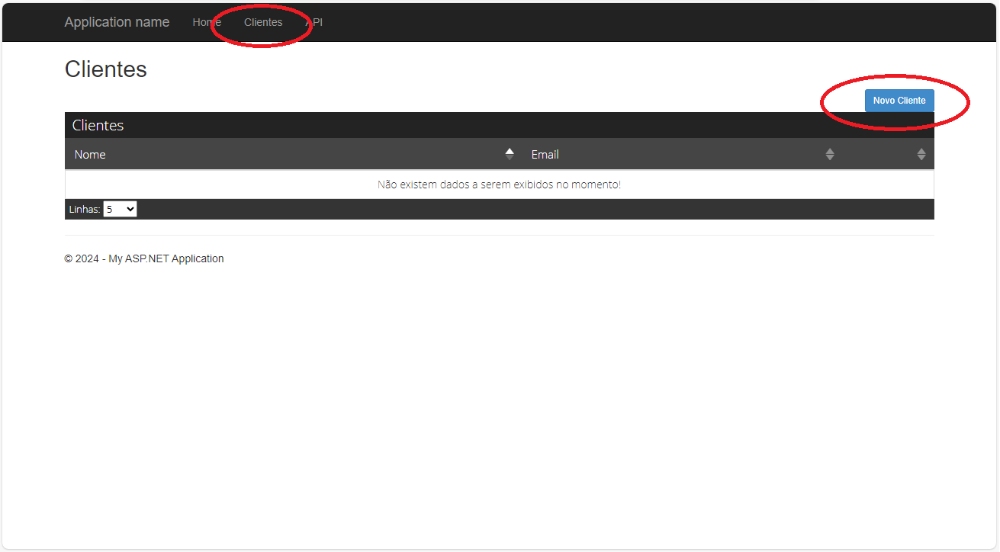 Application name Home Clientes API
Clientes
Novo Cliente
Clientes
Nome Email
Não existem dados a serem exibidos no momento!
Linhas: 5
© 2024 - My ASP.NET Application